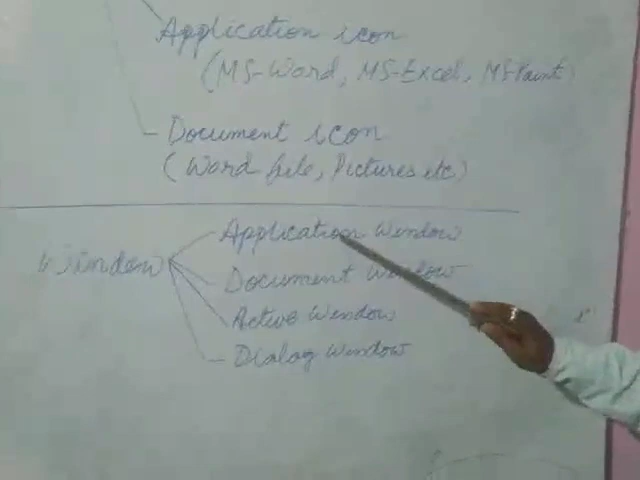 Application icon
(MS-Word, MS-Excel, MS-Paint)
Document icon
(Word file, Pictures etc)
Window
Application Window
Document Window
Active Window
Dialog Window